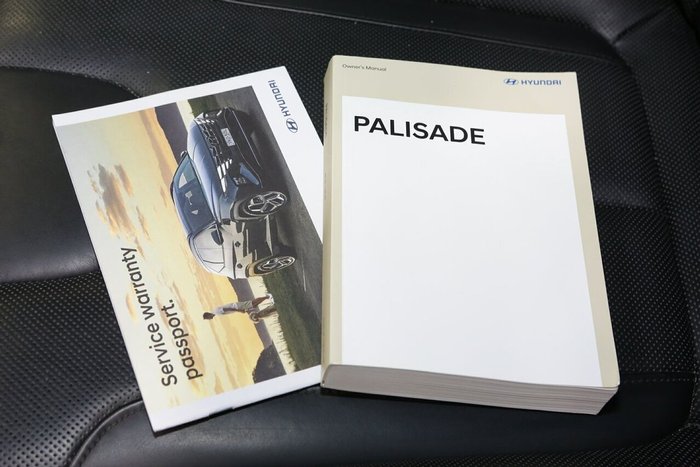 HYUNDAI
Service warranty
passport.
Owner's Manual
HYUNDAI
PALISADE